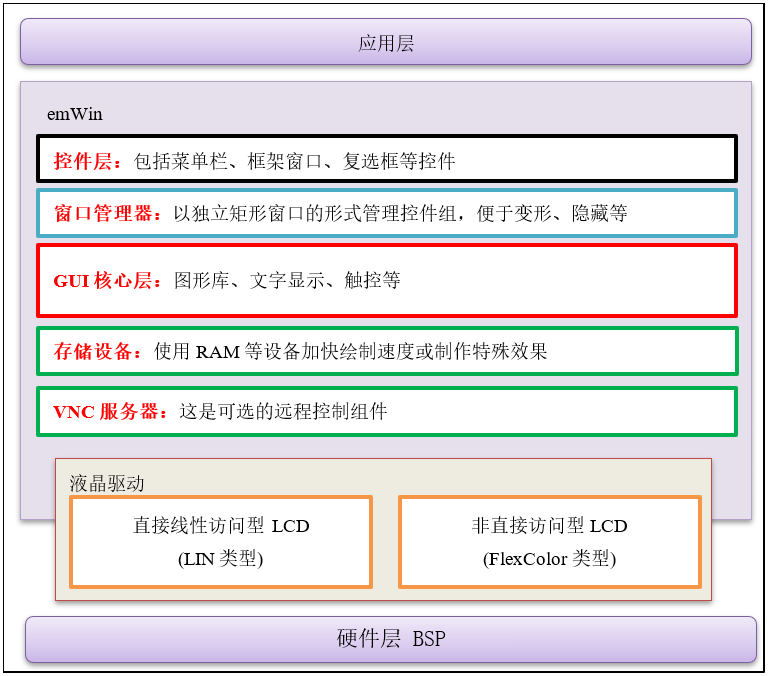 应用层
emWin
控件层：包括菜单栏、框架窗口、复选框等控件
窗口管理器：以独立矩形窗口的形式管理控件组，便于变形、隐藏等
GUI 核心层：图形库、文字显示、触控等
存储设备：使用 RAM 等设备加快绘制速度或制作特殊效果
VNC 服务器：这是可选的远程控制组件
液晶驱动
直接线性访问型 LCD
(LIN 类型)
非直接访问型 LCD
(FlexColor 类型)
硬件层 BSP